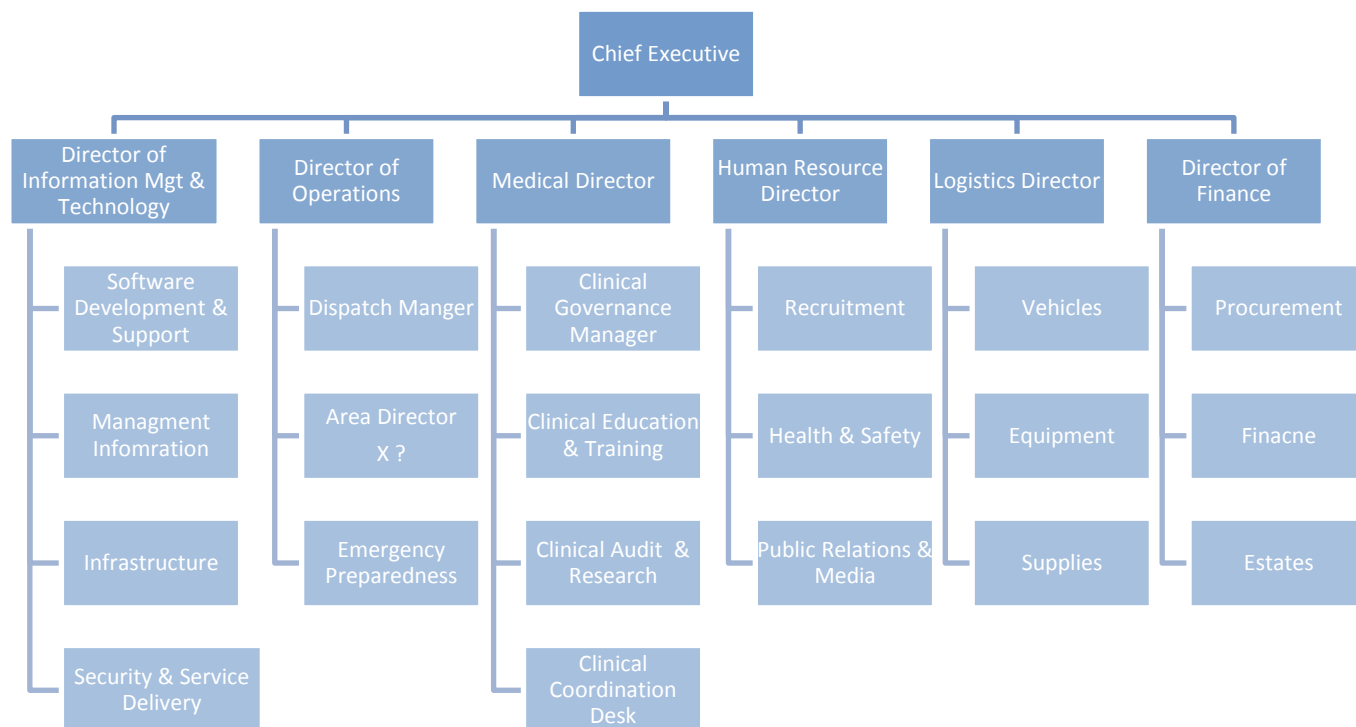 Chief Executive
Director of
Information Mgt &
Technology
Director of
Operations
Medical Director
Human Resource
Director
Logistics Director
Director of
Finance
Software
Development &
Support
Managment
Infomration
Infrastructure
Security & Service
Delivery
Dispatch Manger
Area Director
X ?
Emergency
Preparedness
Clinical
Governance
Manager
Clinical Education
& Training
Clinical Audit & 
Research
Clinical
Coordination
Desk
Recruitment
Health & Safety
Public Relations &
Media
Vehicles
Equipment
Supplies
Procurement
Finacne
Estates